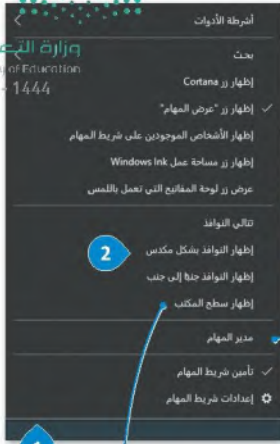 أشرطة الأدوات
وزارة التعـ
بحث
of Education
إظهار زر Cortana
1444
إظهار زر "عرض المهام"
إظهار الأشخاص الموجودين على شريط المهام
إظهار زر مساحة عمل Windows Ink
عرض زر لوحة المفاتيح التي تعمل باللمس
تتالي النوافذ
إظهار النوافذ بشكل مكدس
2
إظهار النوافذ جنبًا إلى جنب
إظهار سطح المكتب
مدير المهام
تأمين شريط المهام
إعدادات شريط المهام